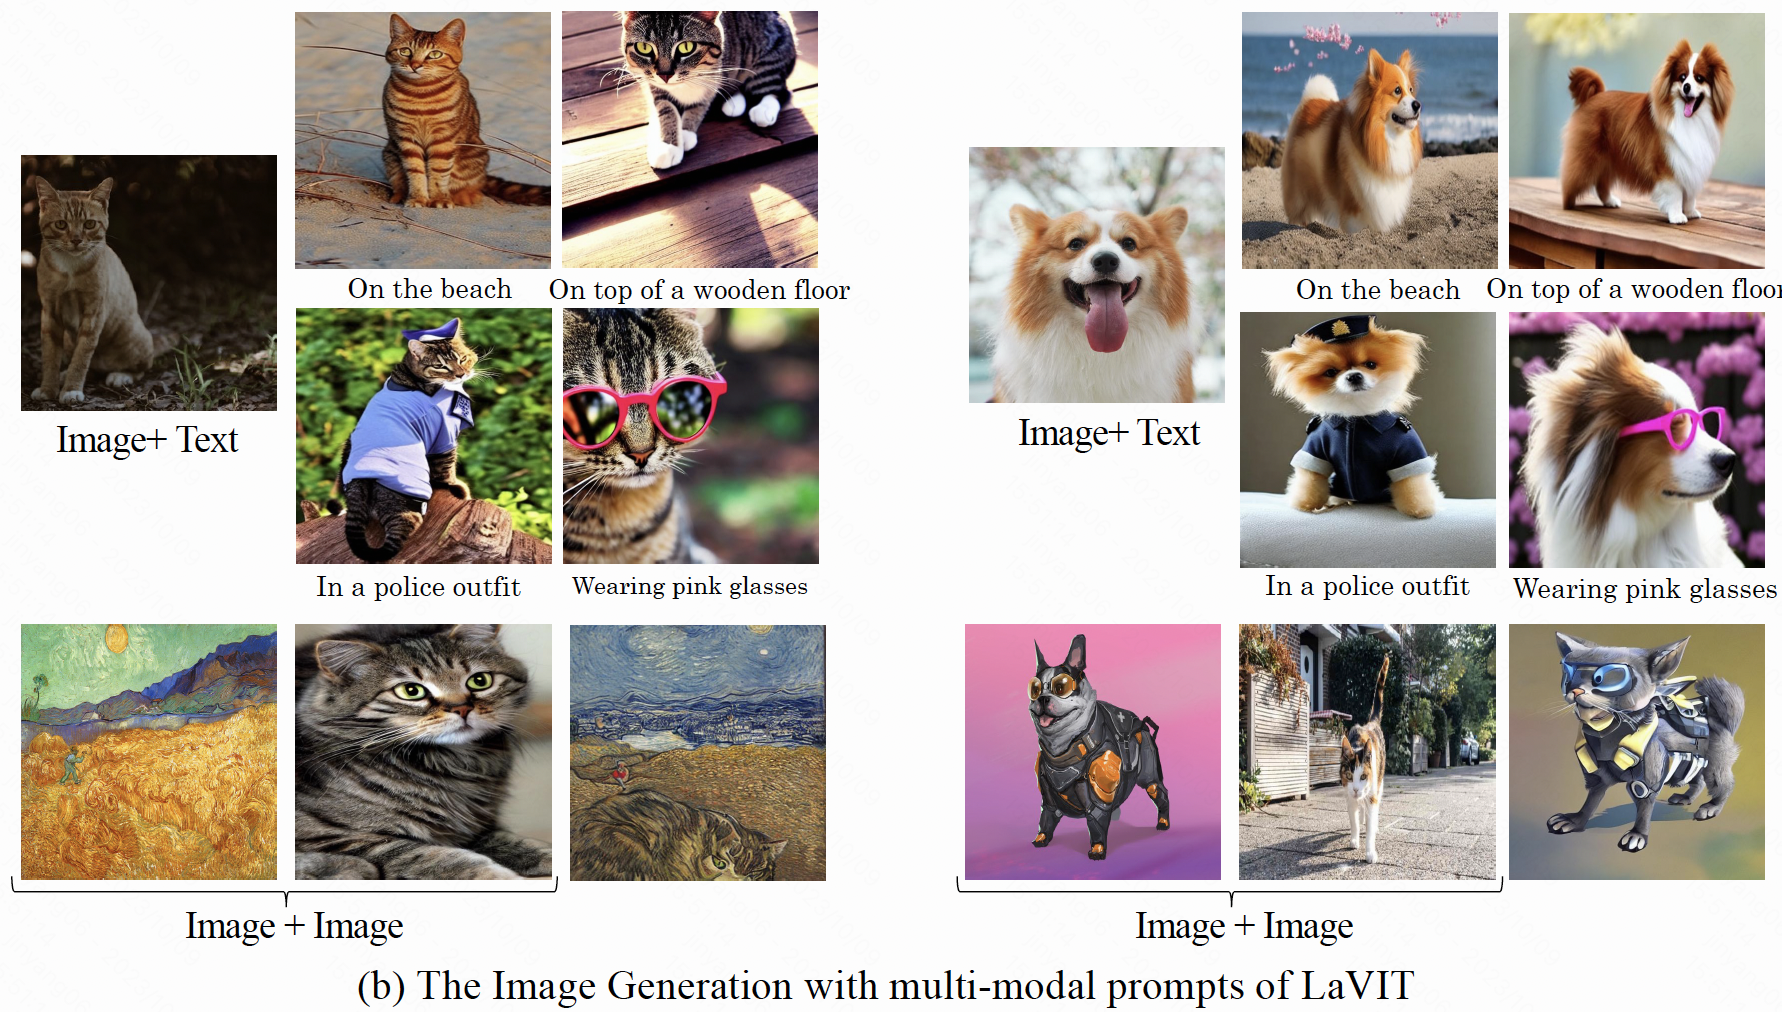 On the beach
On top of a wooden floor
Image+ Text
In a police outfit
Wearing pink glasses
Image + Image
On the beach
On top of a wooden floor
Image+ Text
In a police outfit
Wearing pink glasses
Image + Image
(b) The Image Generation with multi-modal prompts of LaVIT